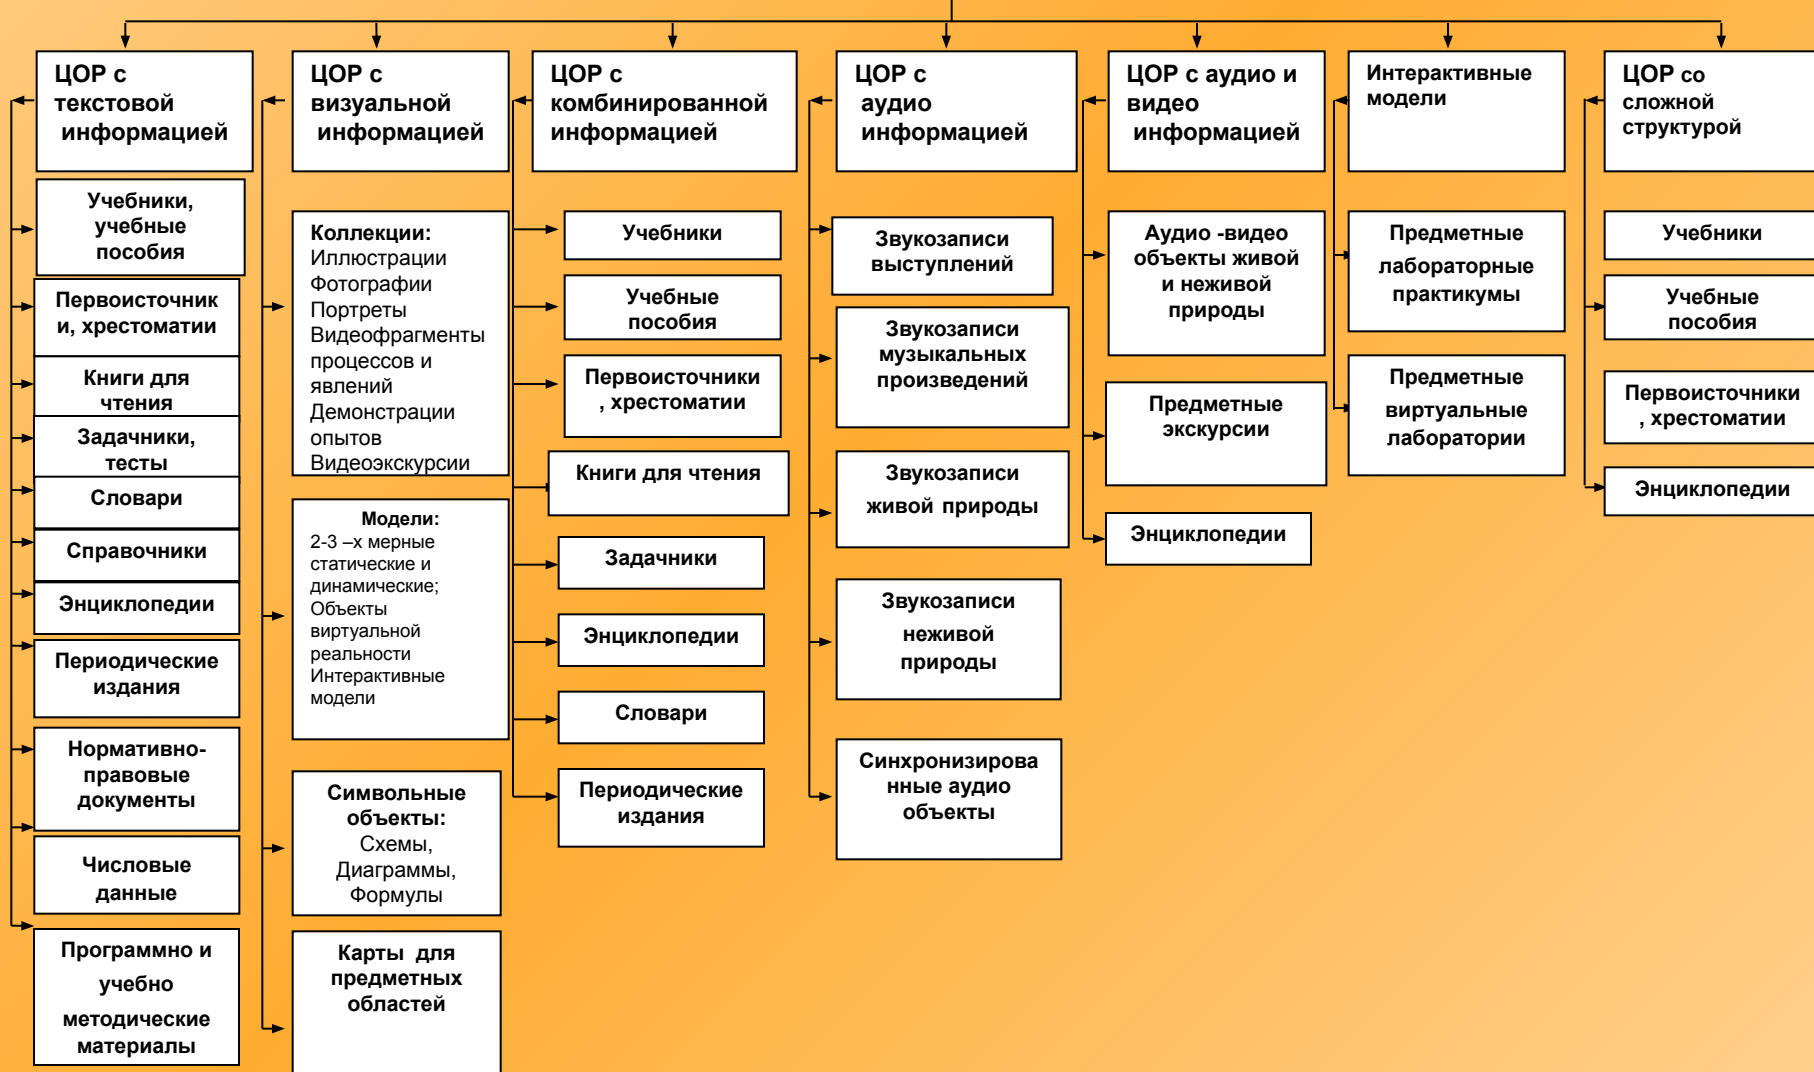 ЦОР с
текстовой
информацией
Учебники,
учебные
пособия
Первоисточник
и, хрестоматии
Книги для
чтения
Задачники,
тесты
Словари
Справочники
Энциклопедии
Периодические
издания
Нормативно-
правовые
документы
Числовые
данные
Программно и
учебно
методические
материалы
ЦОР с
визуальной
информацией
Коллекции:
Иллюстрации
Фотографии
Портреты
Видеофрагменты
процессов и
явлений
Демонстрации
опытов
Видеоэкскурсии
Модели:
2-3 –х мерные
статические и
динамические;
Объекты
виртуальной
реальности
Интерактивные
модели
Символьные
объекты:
Схемы,
Диаграммы,
Формулы
Карты для
предметных
областей
ЦОР с
комбинированной
информацией
Учебники
Учебные
пособия
Первоисточники
, хрестоматии
Книги для чтения
Задачники
Энциклопедии
Словари
Периодические
издания
ЦОР с
аудио
информацией
Звукозаписи
выступлений
Звукозаписи
музыкальных
произведений
Звукозаписи
живой природы
Звукозаписи
неживой
природы
Синхронизирова
нные аудио
объекты
ЦОР с аудио и
видео
информацией
Аудио -видео
объекты живой
и неживой
природы
Предметные
экскурсии
Энциклопедии
Интерактивные
модели
Предметные
лабораторные
практикумы
Предметные
виртуальные
лаборатории
ЦОР со
сложной
структурой
Учебники
Учебные
пособия
Первоисточники
, хрестоматии
Энциклопедии